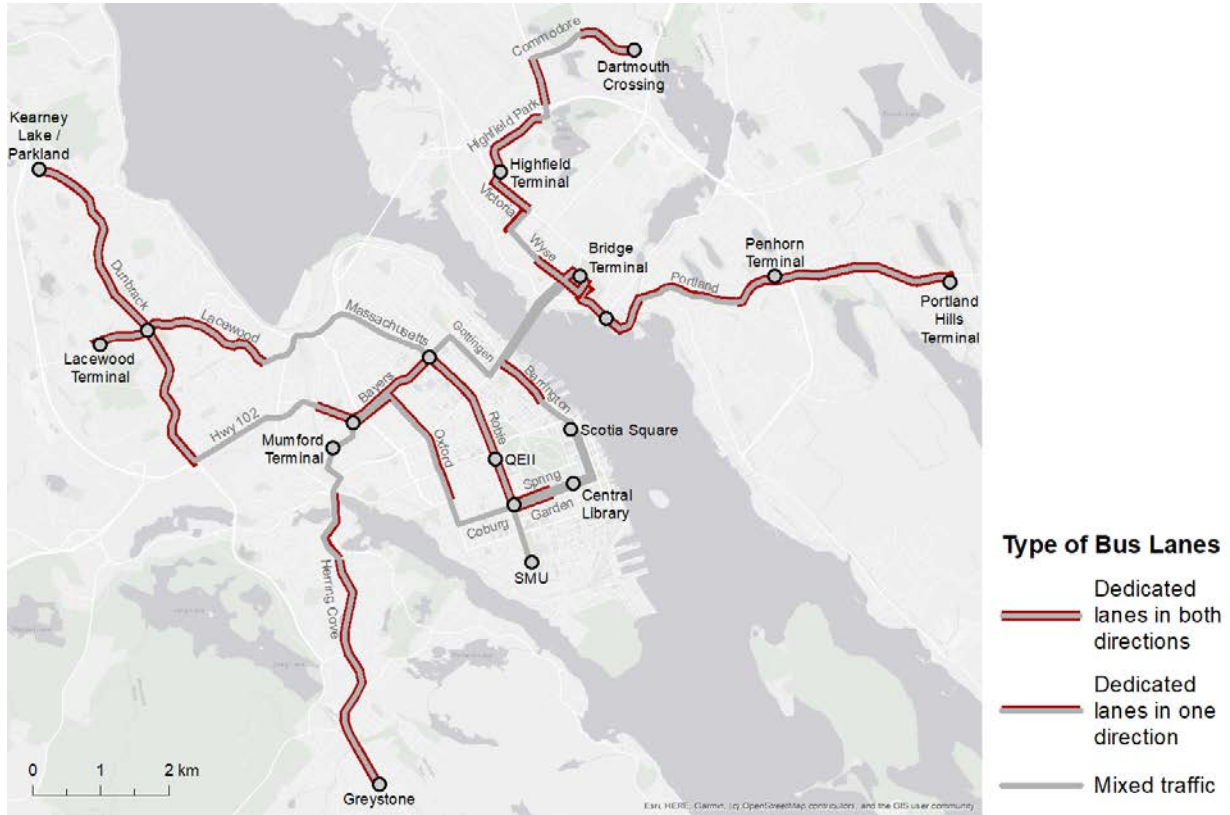 Commodore
Dartmouth
Crossing
Kearney
Lake /
Parkland
Highfield Park
Highfield
Terminal
Victoria
Wyse
Bridge
Terminal
Penhorn
Terminal
Portland
Portland
Hills
Terminal
Dunbrack
Lacewood
Massachusetts
Gottingen
Lacewood
Terminal
Bayers
Barrington
Hwy 102
Robie
Scotia Square
Mumford
Terminal
Oxford
QEII
Spring
Garden
Central
Library
Coburg
SMU
Herring Cove
Greystone
0 1 2 km
Esri, HERE, Garmin, (c) OpenStreetMap contributors, and the GIS user community
Type of Bus Lanes
Dedicated
lanes in both
directions
Dedicated
lanes in one
direction
Mixed traffic